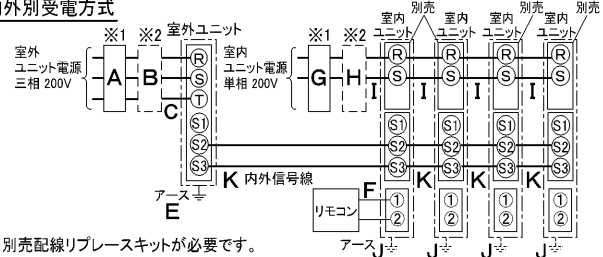 内外別受電方式
室外ユニット
室内ユニット
別売
室内ユニット
室内ユニット
別売
室内ユニット
別売
※1
※2
※1
※2
室外
ユニット電源
三相 200V
A
B
C
R
S
T
S1
S2
S3
室内
ユニット電源
単相 200V
G
H
I
I
I
I
R
S
R
S
R
S
R
S
S1
S2
S3
S1
S2
S3
S1
S2
S3
S1
S2
S3
K 内外信号線
K
K
K
アース
E
リモコン
F
①
②
①
②
①
②
①
②
アース
J
J
J
J
別売配線リプレースキットが必要です。